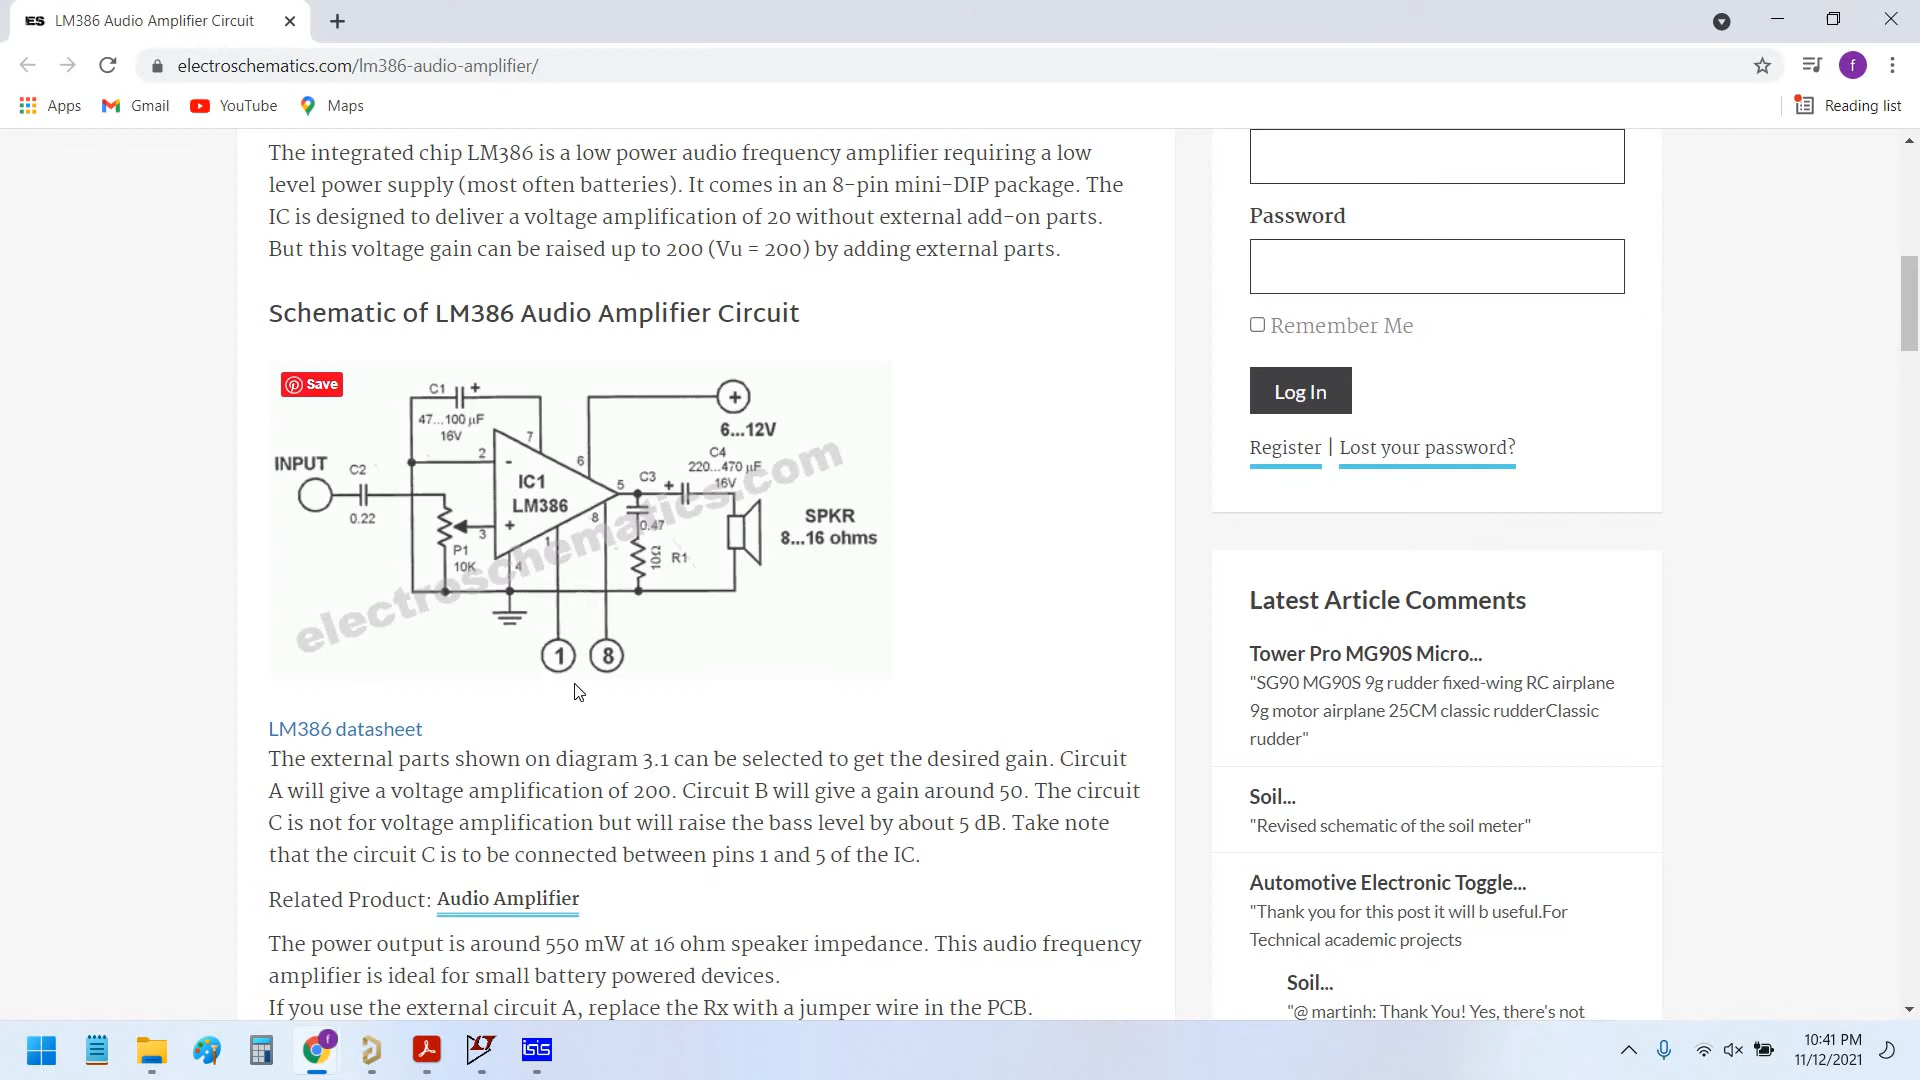 ES LM386 Audio Amplifier Circuit
electroschematics.com/lm386-audio-amplifier/
f
Apps Gmail YouTube Maps Reading list
The integrated chip LM386 is a low power audio frequency amplifier requiring a low
level power supply (most often batteries). It comes in an 8-pin mini-DIP package. The
IC is designed to deliver a voltage amplification of 20 without external add-on parts.
But this voltage gain can be raised up to 200 (Vu = 200) by adding external parts.
Schematic of LM386 Audio Amplifier Circuit
Save
C1 +
47...100 µF
16V
7
2
-
6
+
6...12V
C4
220...470 µF
16V
INPUT
C2
0.22
IC1
LM386
5
C3
+
+
3
8
0.47
SPKR
8...16 ohms
P1
10K
1
4
10Ω
R1
1
8
electroschematics.com
LM386 datasheet
The external parts shown on diagram 3.1 can be selected to get the desired gain. Circuit
A will give a voltage amplification of 200. Circuit B will give a gain around 50. The circuit
C is not for voltage amplification but will raise the bass level by about 5 dB. Take note
that the circuit C is to be connected between pins 1 and 5 of the IC.
Related Product: Audio Amplifier
The power output is around 550 mW at 16 ohm speaker impedance. This audio frequency
amplifier is ideal for small battery powered devices.
If you use the external circuit A, replace the Rx with a jumper wire in the PCB.
Password
Remember Me
Log In
Register | Lost your password?
Latest Article Comments
Tower Pro MG90S Micro...
"SG90 MG90S 9g rudder fixed-wing RC airplane
9g motor airplane 25CM classic rudderClassic
rudder"
Soil...
"Revised schematic of the soil meter"
Automotive Electronic Toggle...
"Thank you for this post it will b useful.For
Technical academic projects
Soil...
"@ martinh: Thank You! Yes, there's not
f
isis
10:41 PM
11/12/2021